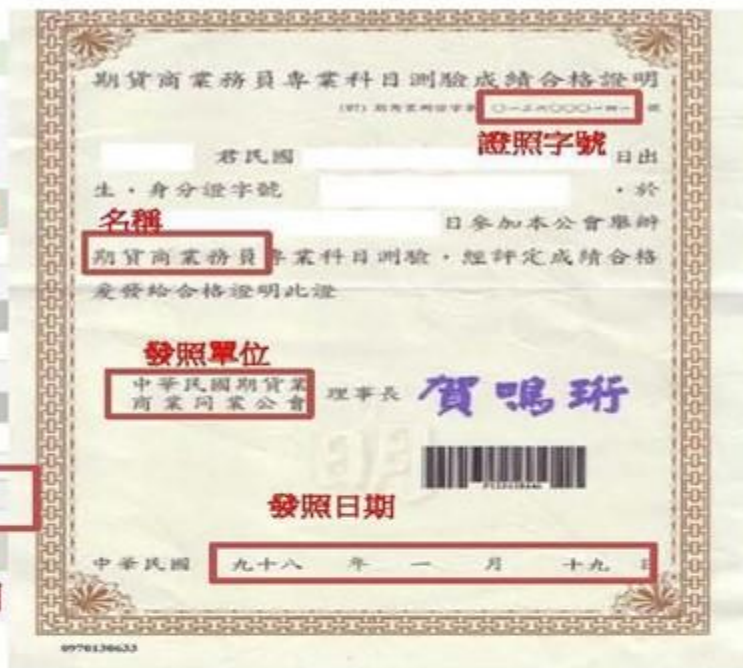 期貨商業務員專業科目測驗成績合格證明
證照字號
君民國 日出
生，身分證字號 ，於
名稱
日參加本公會舉辦
期貨商業務員專業科目測驗，經評定成績合格
爰發給合格證明此證
發照單位
中華民國期貨業
商業同業公會 理事長 賀鳴珩
發照日期
中華民國 九十八 年 一 月 十九 日
0970130633